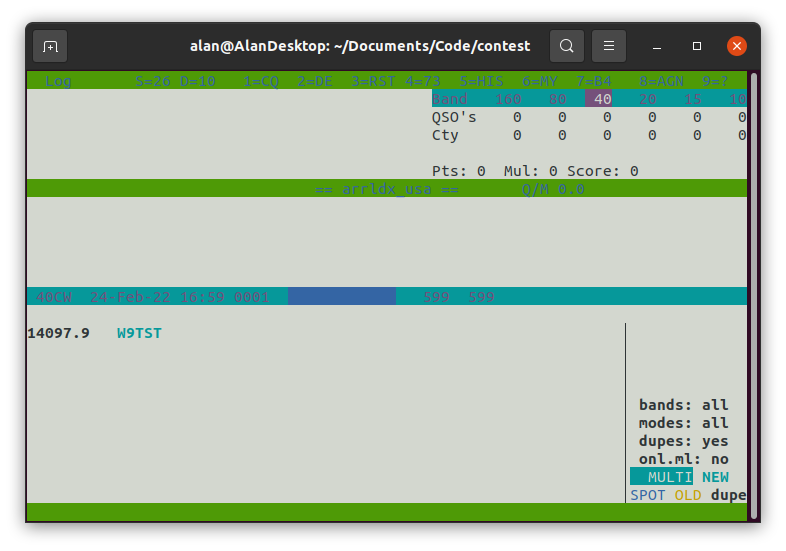 alan@AlanDesktop: ~/Documents/Code/contest
Log S=26 D=10 1=CQ 2=DE 3=RST 4=73 5=HIS 6=MY 7=B4 8=AGN 9=?
Band 160 80 40 20 15 10
QSO's 0 0 0 0 0 0
Cty 0 0 0 0 0 0
Pts: 0 Mul: 0 Score: 0
== arrldx_usa == Q/M 0.0
40CW 24-Feb-22 16:59 0001 599 599
14097.9 W9TST
bands: all
modes: all
dupes: yes
onl.ml: no
MULTI NEW
SPOT OLD dupe